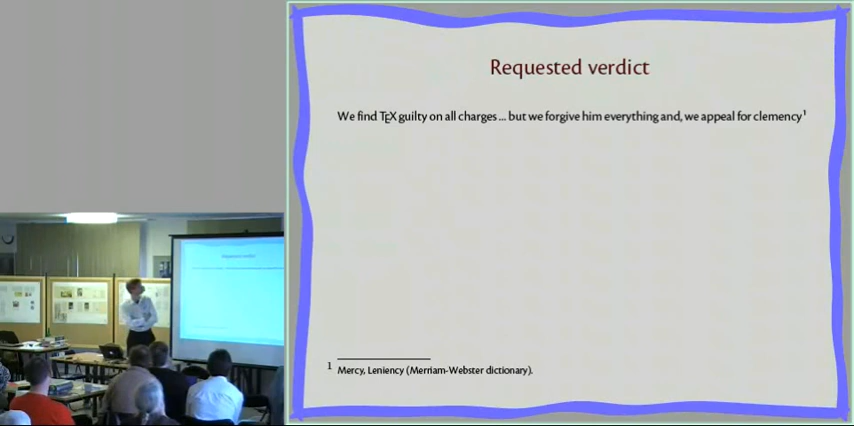 Requested verdict
We find TEX guilty on all charges... but we forgive him everything and, we appeal for clemency¹
1 Mercy, Leniency (Merriam-Webster dictionary).